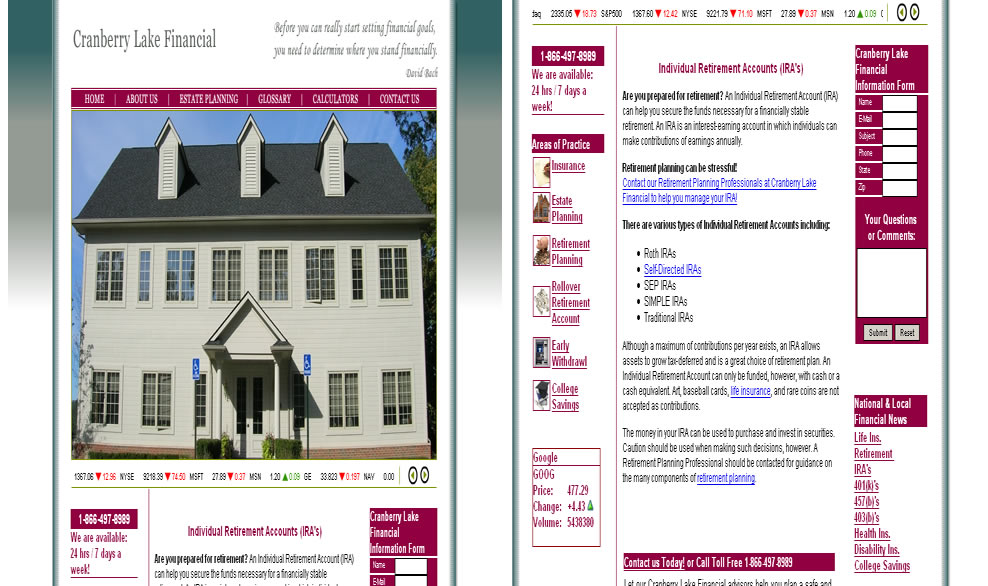 Cranberry Lake Financial
Before you can really start setting financial goals,
you need to determine where you stand financially.
David Bach
HOME | ABOUT US | ESTATE PLANNING | GLOSSARY | CALCULATORS | CONTACT US
1367.06 12.96 NYSE 9218.39 74.50 MSFT 27.89 0.37 MSN 1.20 0.09 GE 33.823 0.197 NAV 0.00
1-866-497-8989
We are available:
24 hrs / 7 days a
week!
Individual Retirement Accounts (IRA's)
Are you prepared for retirement? An Individual Retirement Account (IRA)
can help you secure the funds necessary for a financially stable
Cranberry Lake
Financial
Information Form
Name
E-Mail
daq 2335.05 18.73 S&P500 1367.60 12.42 NYSE 9221.79 71.10 MSFT 27.89 0.37 MSN 1.20 0.09
1-866-497-8989
We are available:
24 hrs / 7 days a
week!
Areas of Practice
Insurance
Estate
Planning
Retirement
Planning
Rollover
Retirement
Account
Early
Withdrawl
College
Savings
Google
GOOG
Price: 477.29
Change: +4.43
Volume: 5438380
Individual Retirement Accounts (IRA's)
Are you prepared for retirement? An Individual Retirement Account (IRA)
can help you secure the funds necessary for a financially stable
retirement. An IRA is an interest-earning account in which individuals can
make contributions of earnings annually.
Retirement planning can be stressful!
Contact our Retirement Planning Professionals at Cranberry Lake
Financial to help you manage your IRA!
There are various types of Individual Retirement Accounts including:
• Roth IRAs
• Self-Directed IRAs
• SEP IRAs
• SIMPLE IRAs
• Traditional IRAs
Although a maximum of contributions per year exists, an IRA allows
assets to grow tax-deferred and is a great choice of retirement plan. An
Individual Retirement Account can only be funded, however, with cash or a
cash equivalent. Art, baseball cards, life insurance, and rare coins are not
accepted as contributions.
The money in your IRA can be used to purchase and invest in securities.
Caution should be used when making such decisions, however. A
Retirement Planning Professional should be contacted for guidance on
the many components of retirement planning.
Contact us Today! or Call Toll Free 1-866-497-8989
Let our Cranberry Lake Financial advisors help you plan a safe and
Cranberry Lake
Financial
Information Form
Name
E-Mail
Subject
Phone
State
Zip
Your Questions
or Comments:
Submit Reset
National & Local
Financial News
Life Ins.
Retirement
IRA's
401(k)'s
457(b)'s
403(b)'s
Health Ins.
Disability Ins.
College Savings